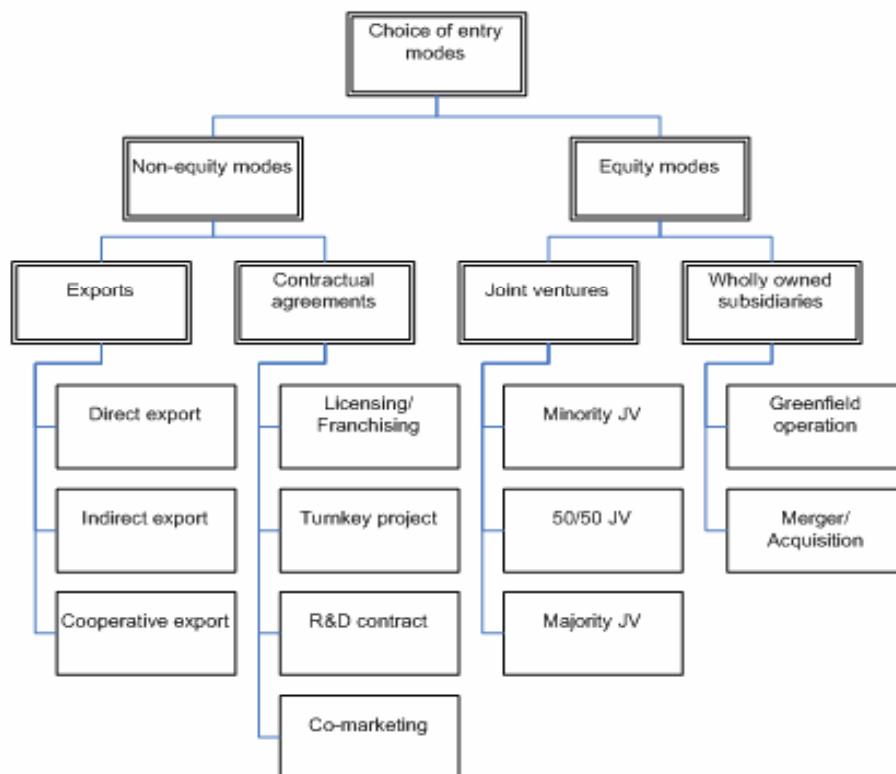 Choice of entry
modes
Non-equity modes
Equity modes
Exports
Contractual
agreements
Joint ventures
Wholly owned
subsidiaries
Direct export
Licensing/
Franchising
Minority JV
Greenfield
operation
Indirect export
Turnkey project
50/50 JV
Merger/
Acquisition
Cooperative export
R&D contract
Majority JV
Co-marketing